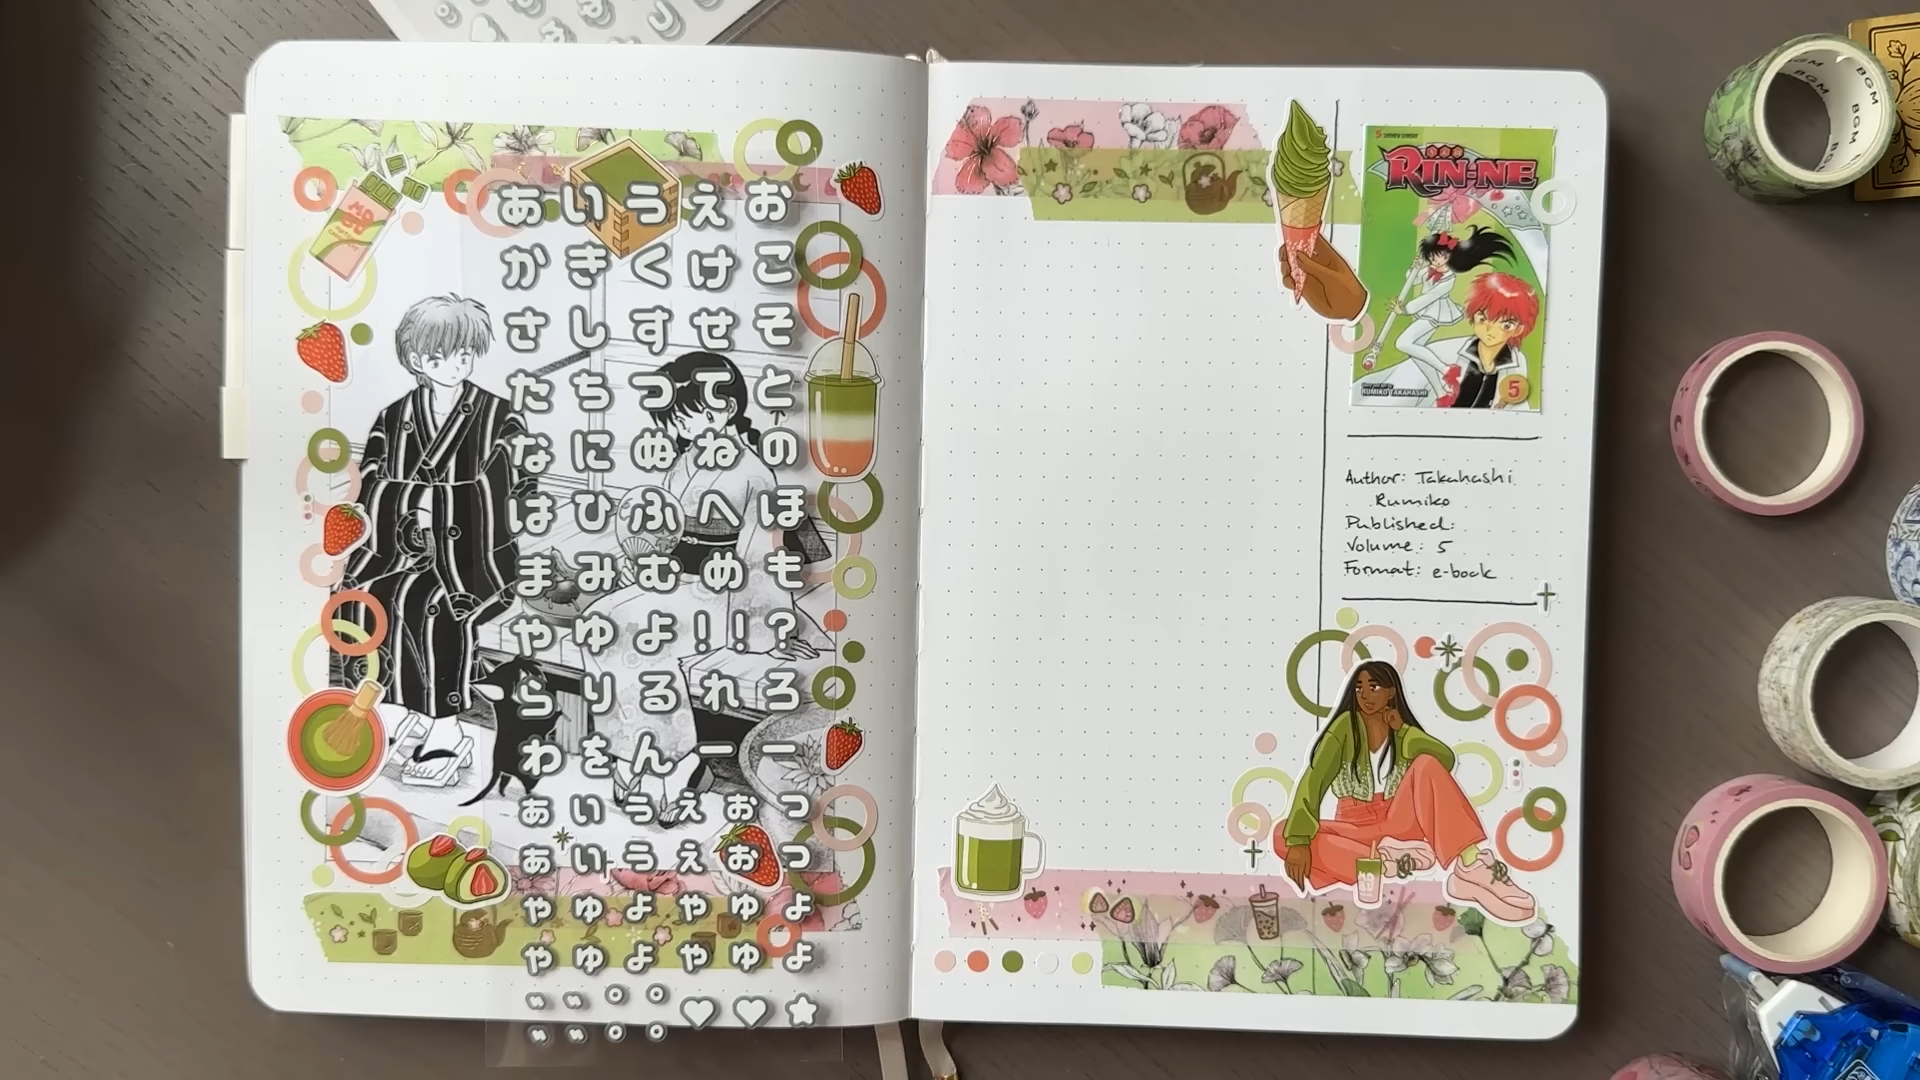 あいうえお
かきくけこ
さしすせそ
たちつてと
なにぬねの
はひふへほ
まみむめも
やゆよ!!?
らりるれろ
わをんーー
あいうえおつ
あいうえおつ
やゆよやゆよ
やゆよやゆよ
RIN-NE
RUMIKO TAKAHASHI
5
Author: Takahashi
Rumiko
Published:
Volume: 5
Format: e-book
BGM BGM